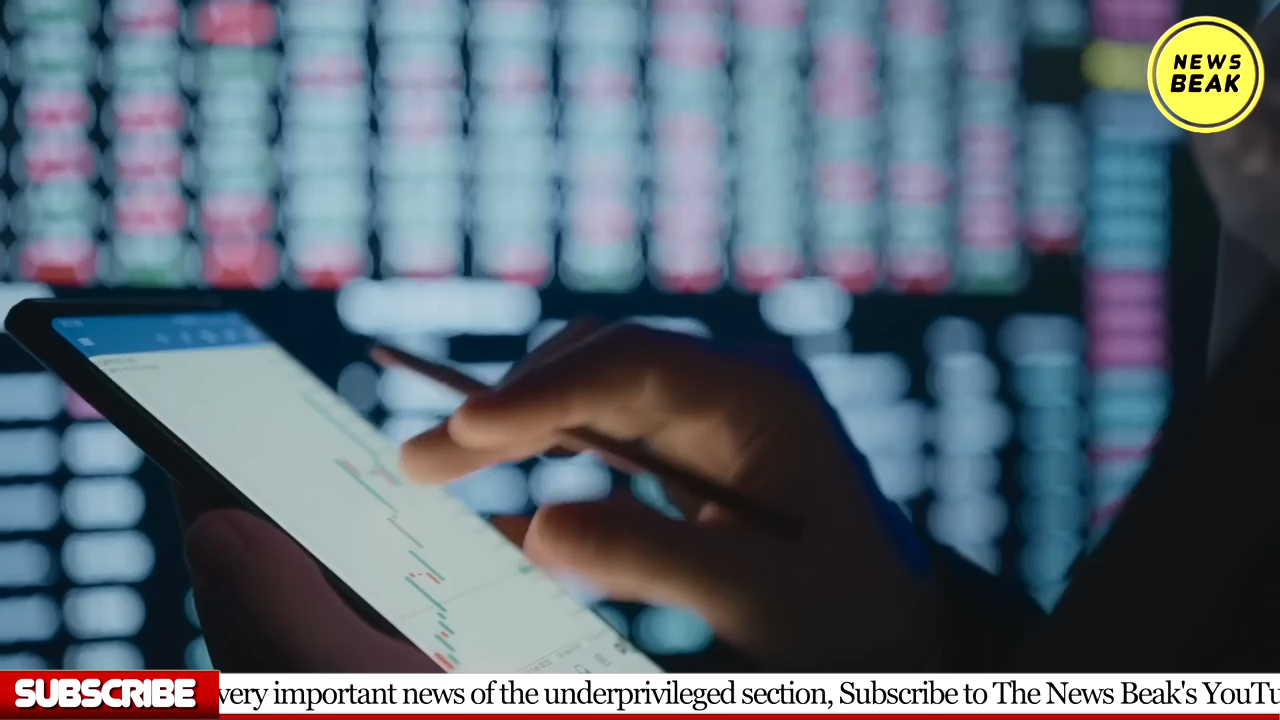 NEWS
BEAK
SUBSCRIBE
very important news of the underprivileged section, Subscribe to The News Beak's YouTu